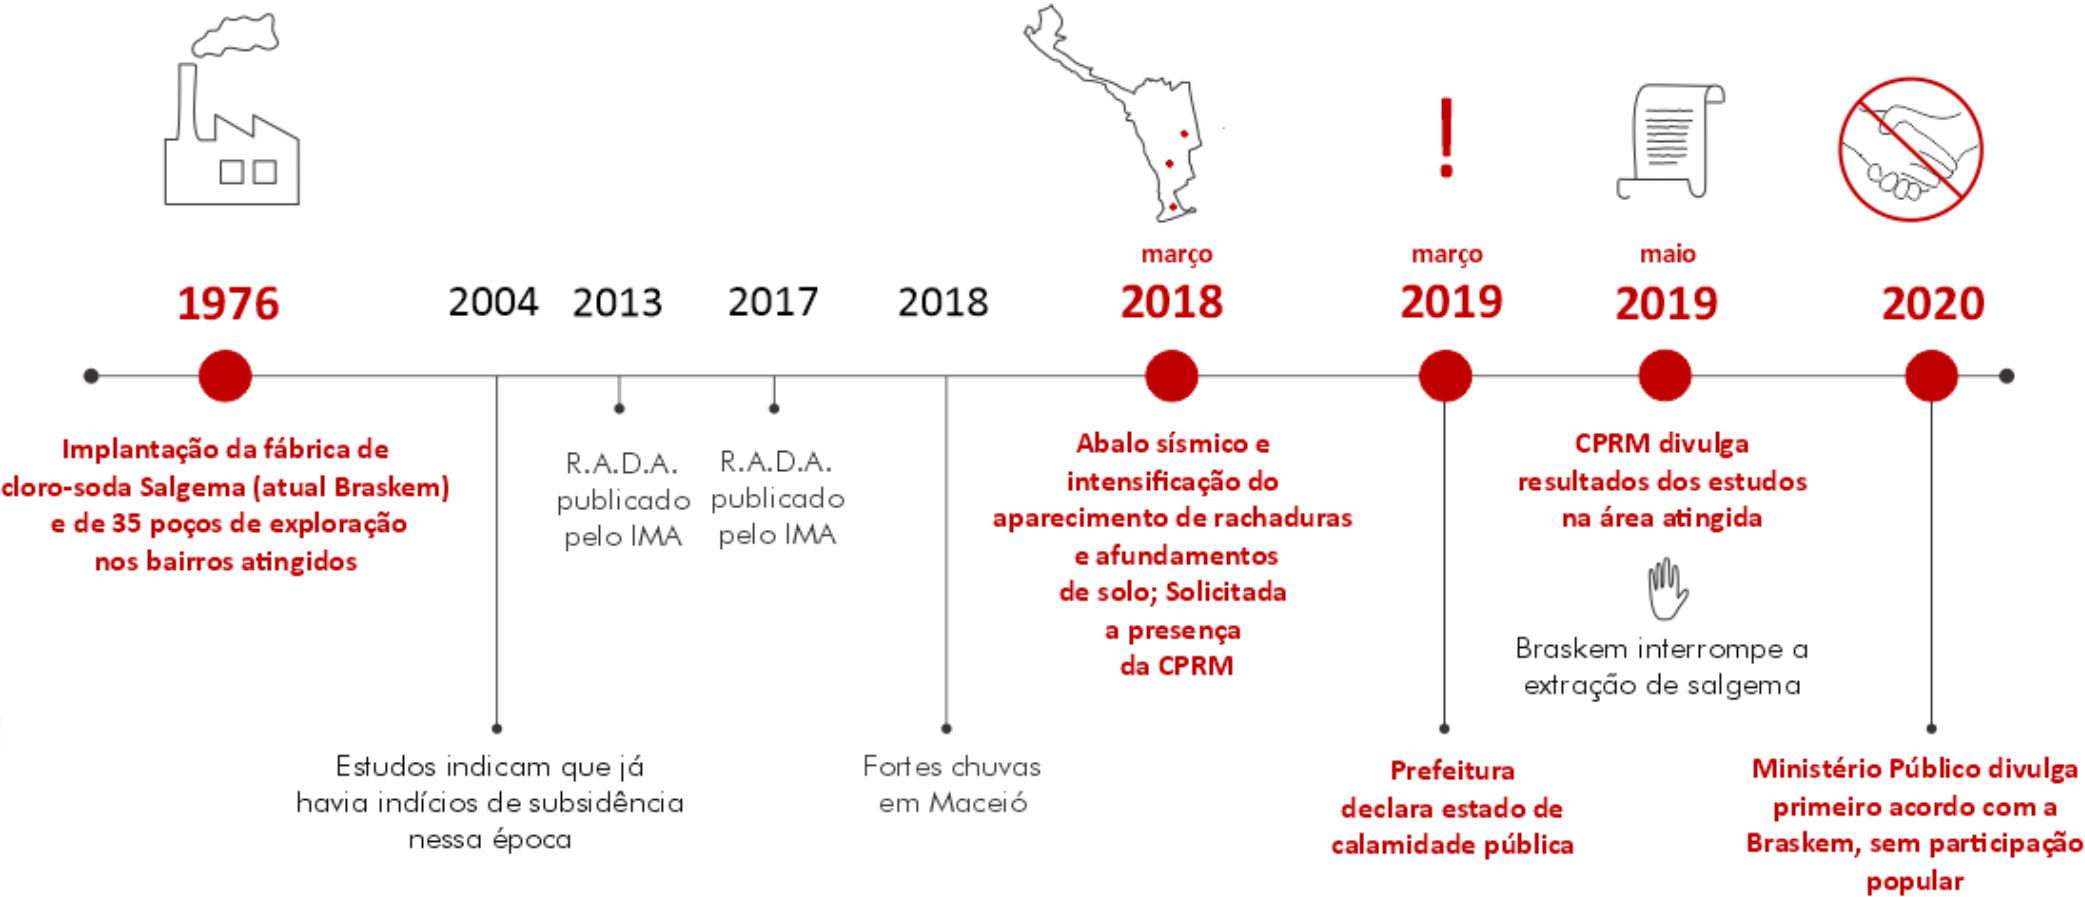 1976
Implantação da fábrica de
cloro-soda Salgema (atual Braskem)
e de 35 poços de exploração
nos bairros atingidos
2004
Estudos indicam que já
havia indícios de subsidência
nessa época
2013
R.A.D.A.
publicado
pelo IMA
2017
R.A.D.A.
publicado
pelo IMA
2018
Fortes chuvas
em Maceió
março
2018
Abalo sísmico e
intensificação do
aparecimento de rachaduras
e afundamentos
de solo; Solicitada
a presença
da CPRM
!
março
2019
Prefeitura
declara estado de
calamidade pública
maio
2019
CPRM divulga
resultados dos estudos
na área atingida
Braskem interrompe a
extração de salgema
2020
Ministério Público divulga
primeiro acordo com a
Braskem, sem participação
popular